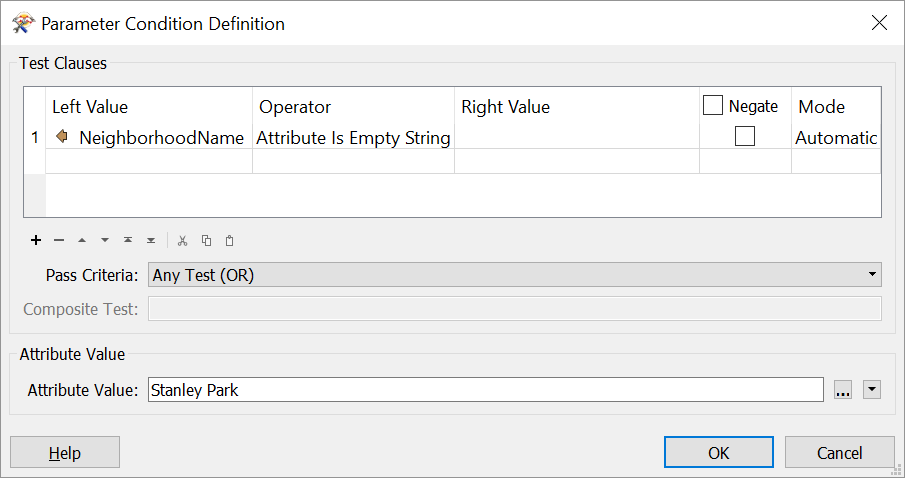 Parameter Condition Definition
Test Clauses
Left Value Operator Right Value Negate Mode
1 NeighborhoodName Attribute Is Empty String Automatic
Pass Criteria: Any Test (OR)
Composite Test:
Attribute Value
Attribute Value: Stanley Park ...
Help OK Cancel